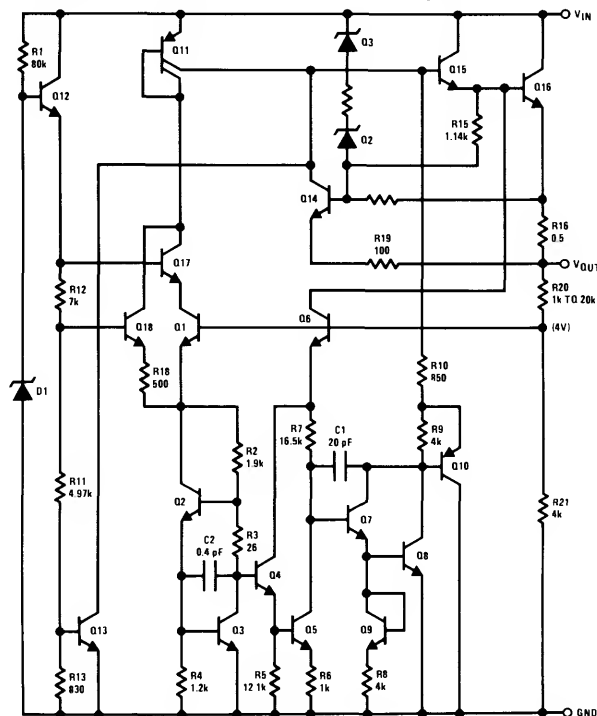 VIN
R1
80k
Q12
Q11
Q3
Q15
Q16
R15
1.14k
Q2
Q14
R16
0.5
R19
100
VOUT
R20
1k TO 20k
(4V)
Q17
R12
7k
Q18
Q1
Q6
R18
500
R10
850
D1
R7
16.5k
C1
20 pF
R9
4k
Q10
R2
1.9k
R11
4.97k
Q2
R3
26
Q7
R21
4k
C2
0.4 pF
Q4
Q8
Q13
Q3
Q5
Q9
R13
830
R4
1.2k
R5
12 1k
R6
1k
R8
4k
GND